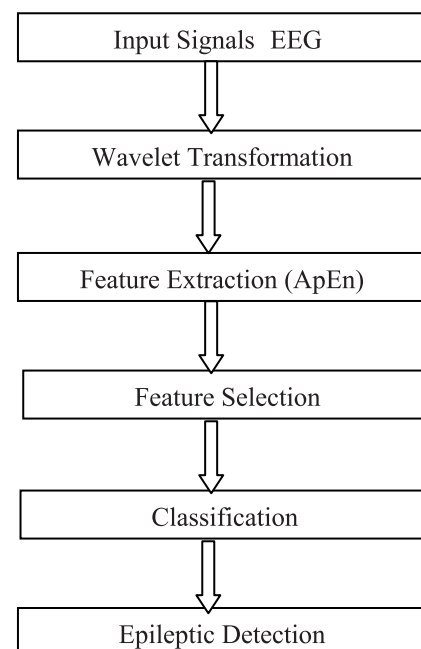 Input Signals EEG
Wavelet Transformation
Feature Extraction (ApEn)
Feature Selection
Classification
Epileptic Detection